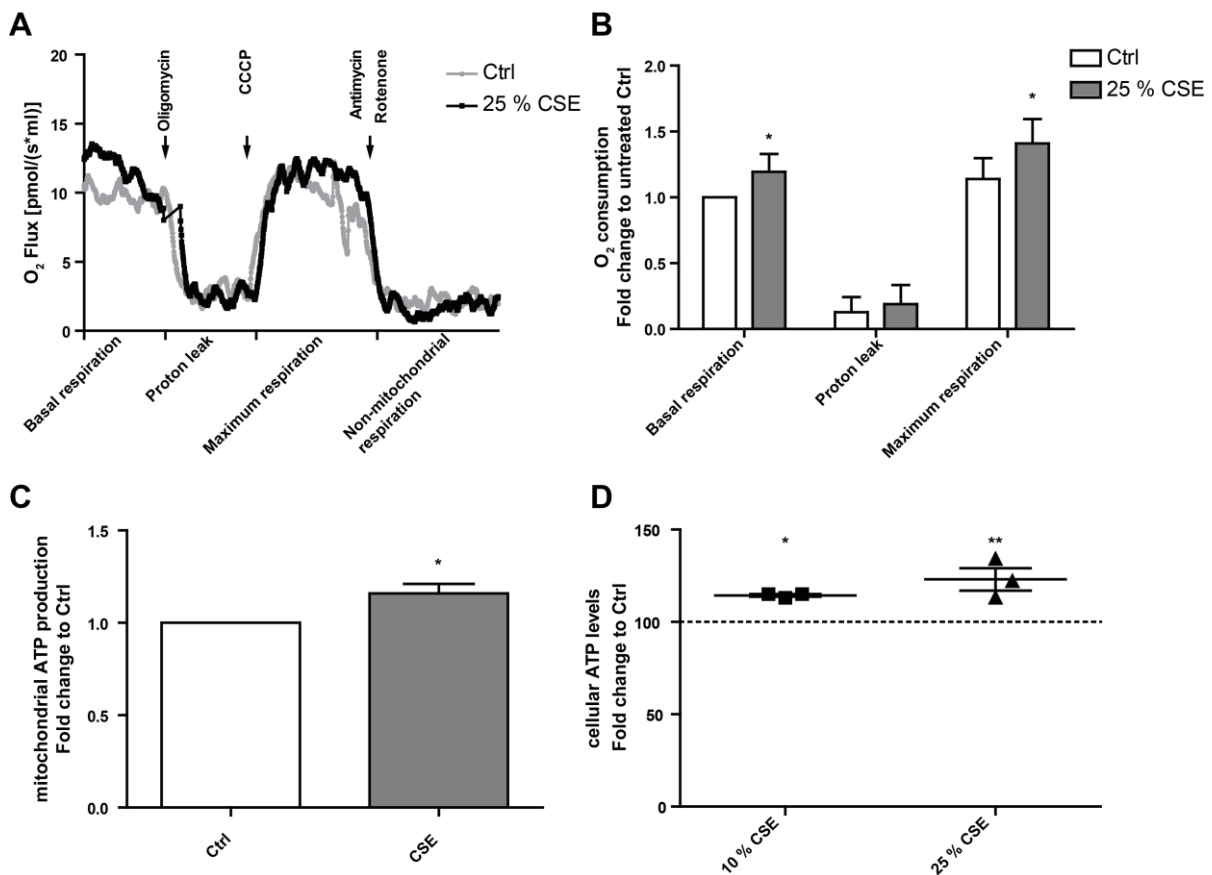 A
O2 Flux [pmol/(s*ml)]
20
15
10
5
0
Oligomycin
CCCP
Antimycin
Rotenone
Ctrl
25 % CSE
Basal respiration
Proton leak
Maximum respiration
Non-mitochondrial
respiration
B
O2 consumption
Fold change to untreated Ctrl
2.0
1.5
1.0
0.5
0.0
*
*
Ctrl
25 % CSE
Basal respiration
Proton leak
Maximum respiration
C
mitochondrial ATP production
Fold change to Ctrl
1.5
1.0
0.5
0.0
*
Ctrl
CSE
D
cellular ATP levels
Fold change to Ctrl
150
100
50
0
*
**
10 % CSE
25 % CSE